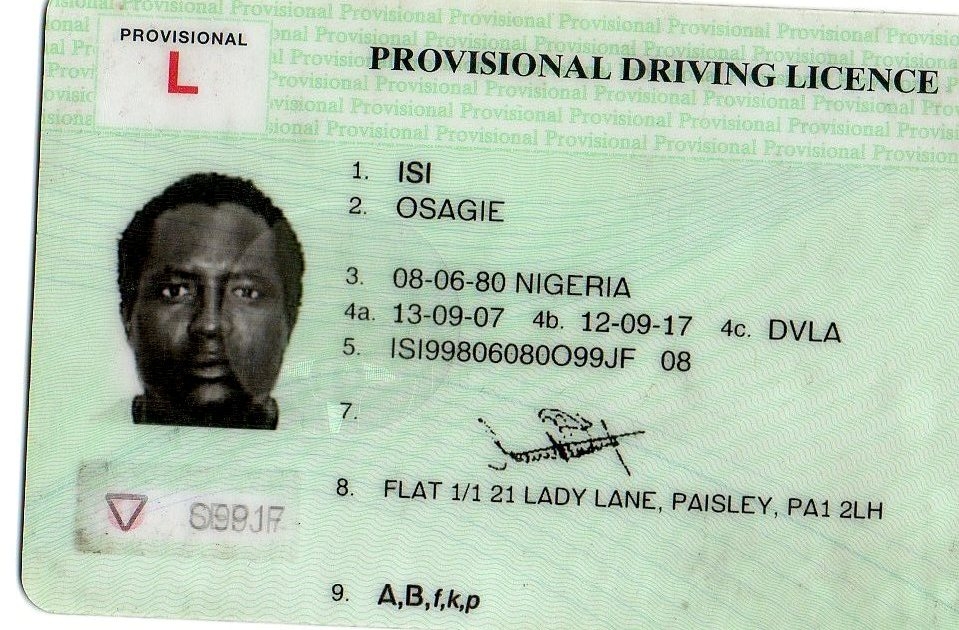 PROVISIONAL
L
PROVISIONAL DRIVING LICENCE
1. ISI
2. OSAGIE
3. 08-06-80 NIGERIA
4a. 13-09-07 4b. 12-09-17 4c. DVLA
5. ISI99806080O99JF 08
7.
8. FLAT 1/1 21 LADY LANE, PAISLEY, PA1 2LH
SI99JF
9. A,B,f,k,p